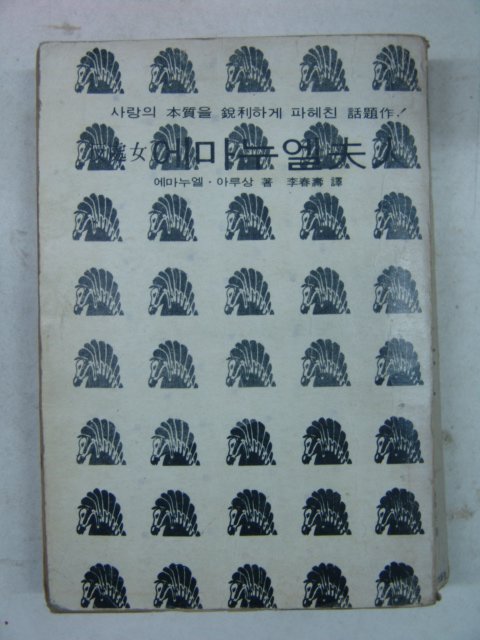 사랑의 本質을 銳利하게 파헤친 話題作!
處女 에마누엘夫人
에마누엘·아루상 著 李春壽 譯